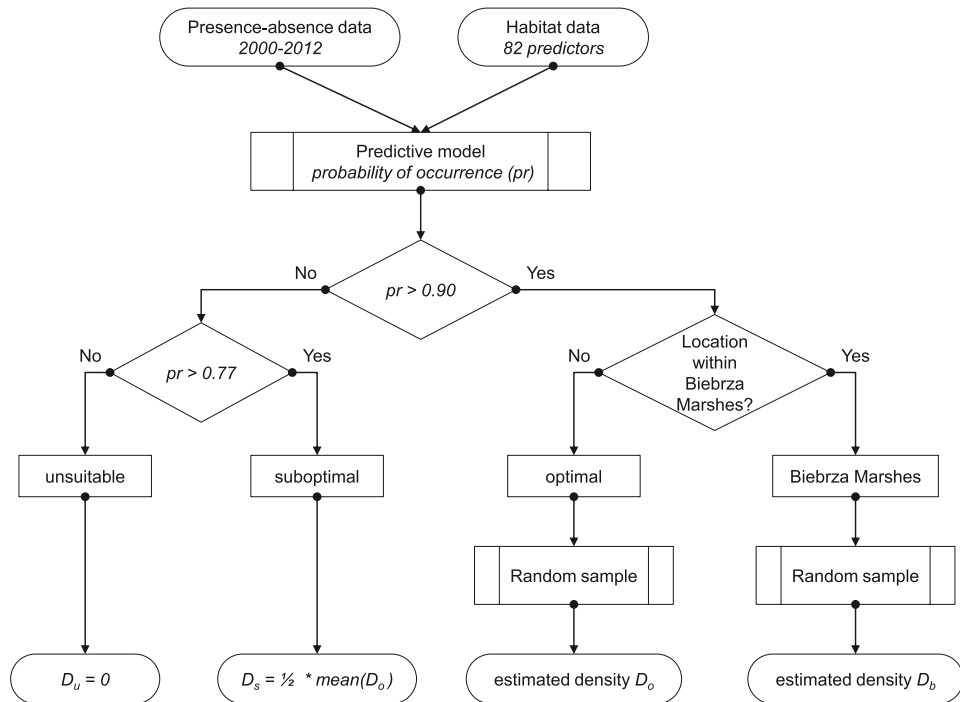 Presence-absence data
2000-2012
Habitat data
82 predictors
Predictive model
probability of occurrence (pr)
No
Yes
pr > 0.90
No
Yes
pr > 0.77
No
Yes
Location
within
Biebrza
Marshes?
unsuitable
suboptimal
optimal
Biebrza Marshes
Random sample
Random sample
Du = 0
Ds = ½ * mean(Do)
estimated density Do
estimated density Db